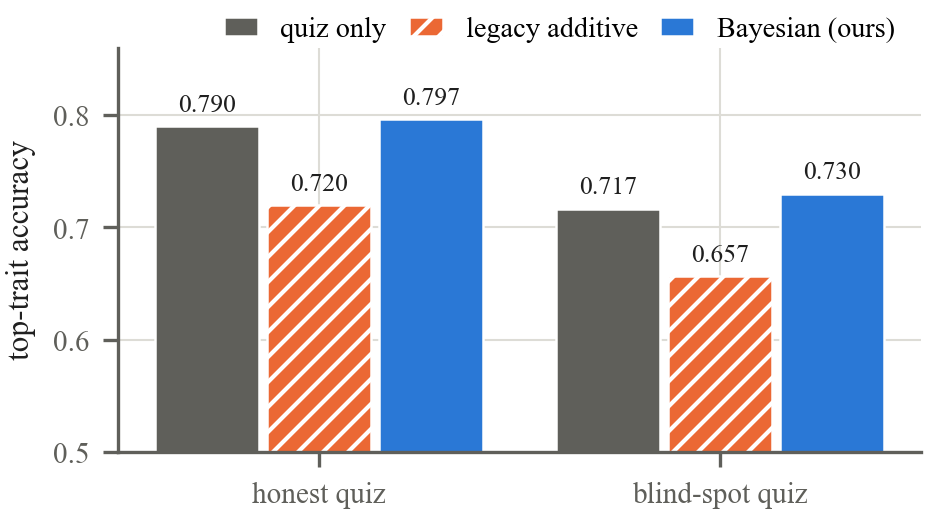 quiz only legacy additive Bayesian (ours)
top-trait accuracy
0.8
0.7
0.6
0.5
0.790
0.720
0.797
0.717
0.657
0.730
honest quiz
blind-spot quiz